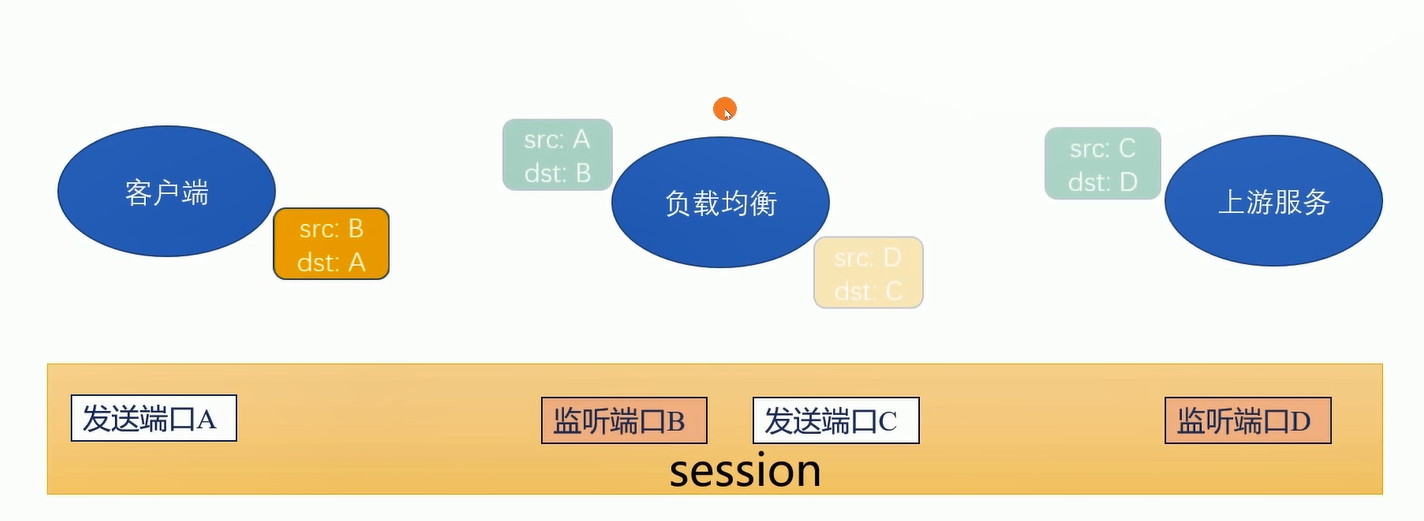 客户端
src: B
dst: A
src: A
dst: B
负载均衡
src: D
dst: C
src: C
dst: D
上游服务
发送端口A
监听端口B
发送端口C
监听端口D
session